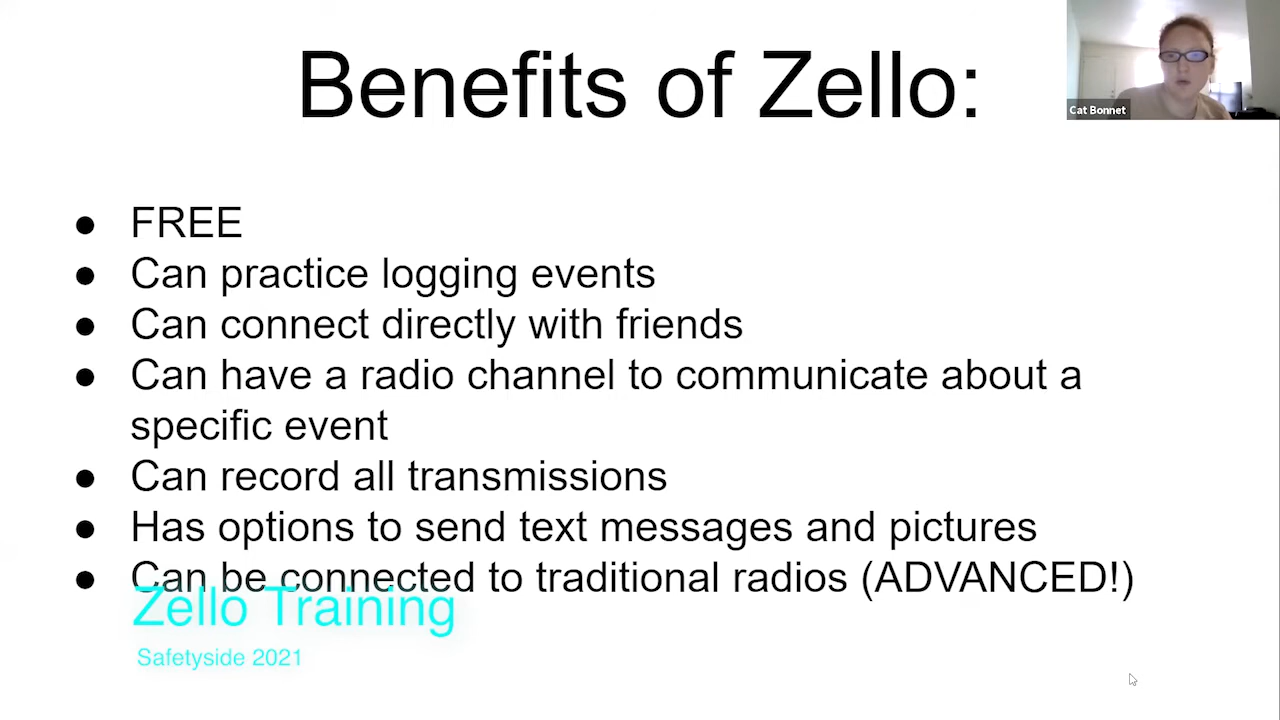 Benefits of Zello:
Cat Bonnet
● FREE
● Can practice logging events
● Can connect directly with friends
● Can have a radio channel to communicate about a
specific event
● Can record all transmissions
● Has options to send text messages and pictures
● Can be connected to traditional radios (ADVANCED!)
Zello Training
Safetyside 2021